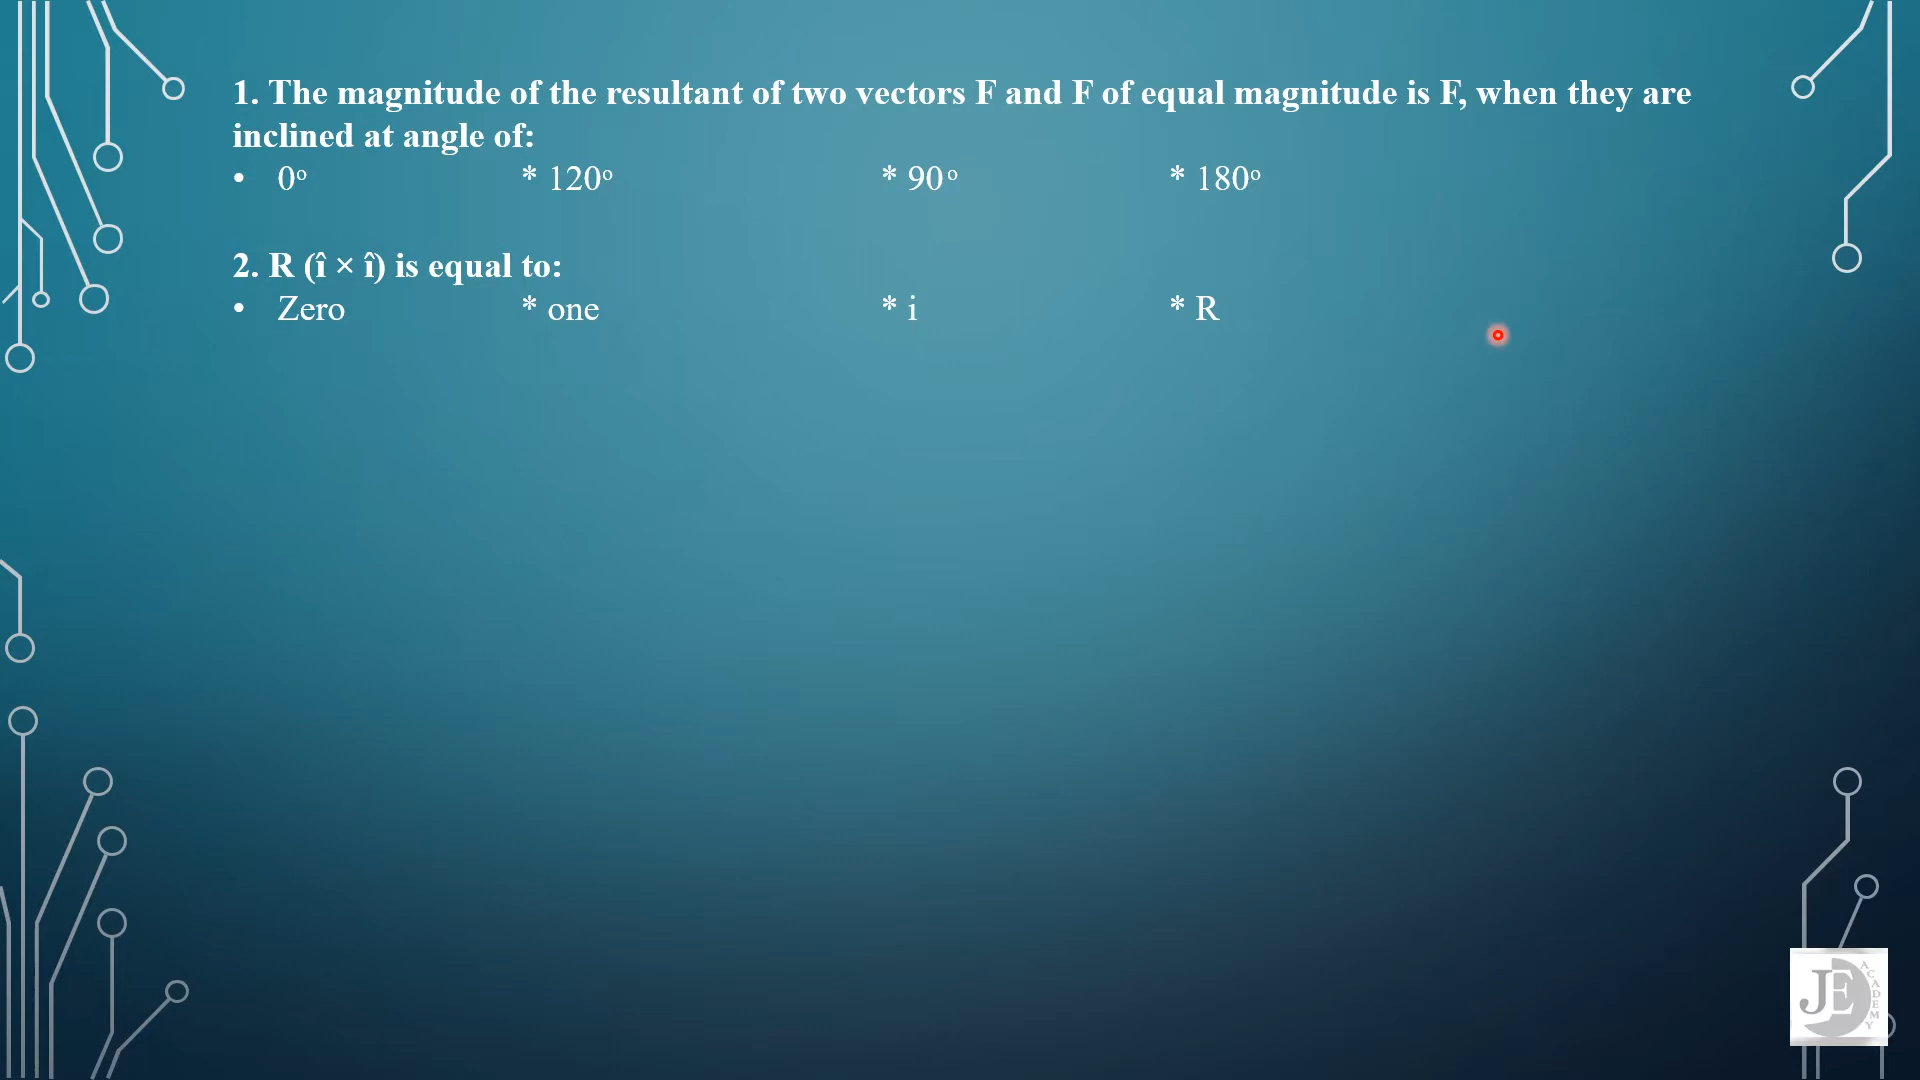 1. The magnitude of the resultant of two vectors F and F of equal magnitude is F, when they are
inclined at angle of:
• 0º * 120º * 90º * 180º
2. R (î × î) is equal to:
• Zero * one * i * R
JE
ACADEMY